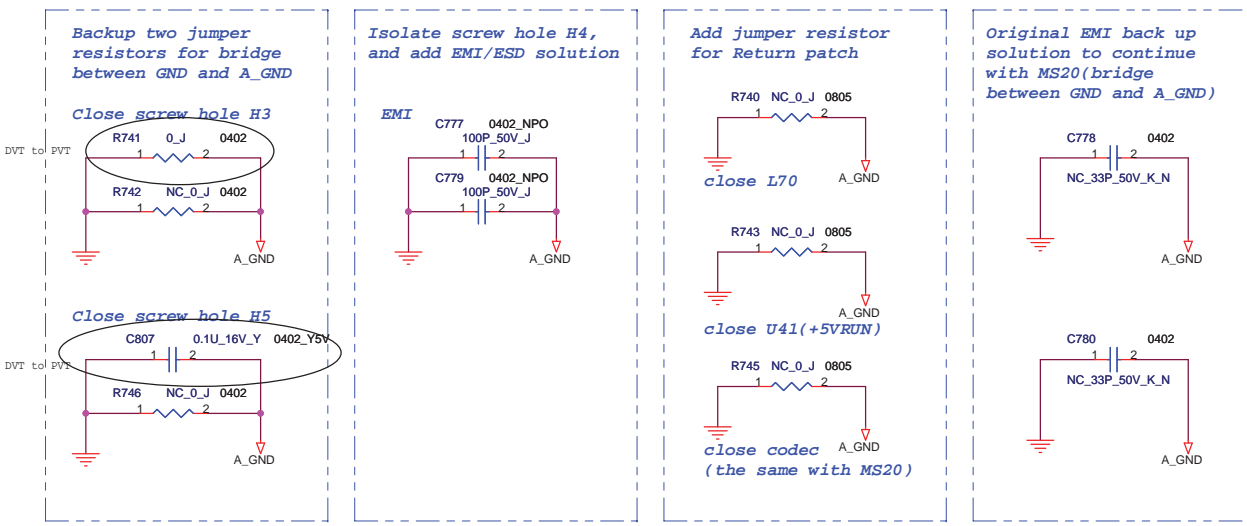 Backup two jumper
resistors for bridge
between GND and A_GND
Close screw hole H3
DVT to PVT
R741 0_J 0402
1 2
R742 NC_0_J 0402
1 2
A_GND
Close screw hole H5
DVT to PVT
C807 0.1U_16V_Y 0402_Y5V
1 2
R746 NC_0_J 0402
1 2
A_GND
Isolate screw hole H4,
and add EMI/ESD solution
EMI
C777 0402_NPO
100P_50V_J
1 2
C779 0402_NPO
100P_50V_J
1 2
A_GND
Add jumper resistor
for Return patch
R740 NC_0_J 0805
1 2
A_GND
close L70
R743 NC_0_J 0805
1 2
A_GND
close U41(+5VRUN)
R745 NC_0_J 0805
1 2
A_GND
close codec
(the same with MS20)
Original EMI back up
solution to continue
with MS20(bridge
between GND and A_GND)
C778 0402
1 2
NC_33P_50V_K_N
A_GND
C780 0402
1 2
NC_33P_50V_K_N
A_GND